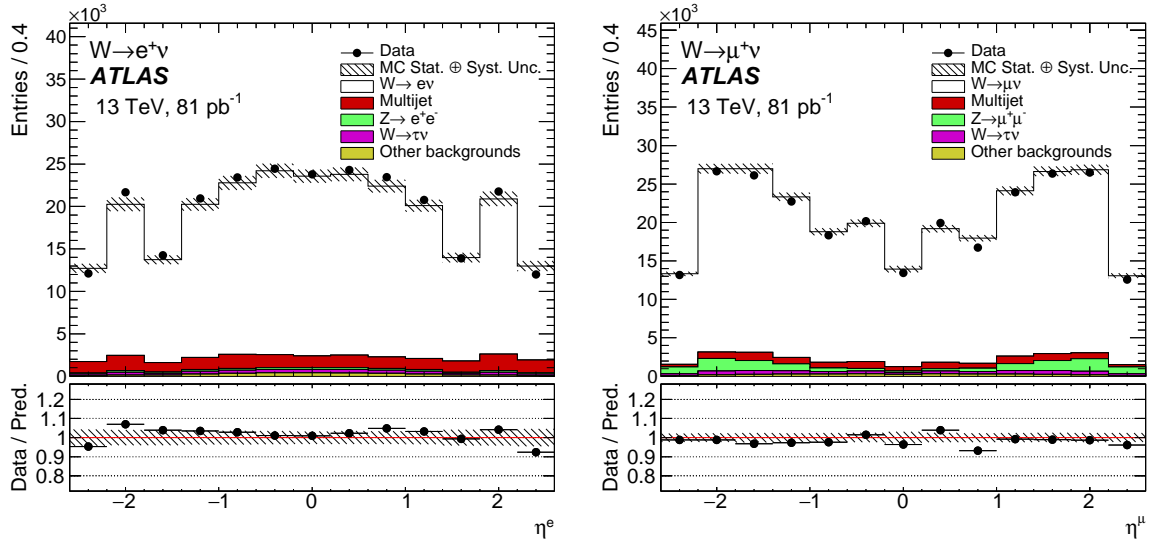 ×10³
Entries / 0.4
40
35
30
25
20
15
10
5
0
W→e⁺ν
ATLAS
13 TeV, 81 pb⁻¹
Data
MC Stat. ⊕ Syst. Unc.
W→ eν
Multijet
Z→ e⁺e⁻
W→τν
Other backgrounds
Data / Pred.
1.2
1.1
1
0.9
0.8
−2 −1 0 1 2
ηᵉ
×10³
Entries / 0.4
45
40
35
30
25
20
15
10
5
0
W→μ⁺ν
ATLAS
13 TeV, 81 pb⁻¹
Data
MC Stat. ⊕ Syst. Unc.
W→μν
Multijet
Z→μ⁺μ⁻
W→τν
Other backgrounds
Data / Pred.
1.2
1.1
1
0.9
0.8
−2 −1 0 1 2
η^μ